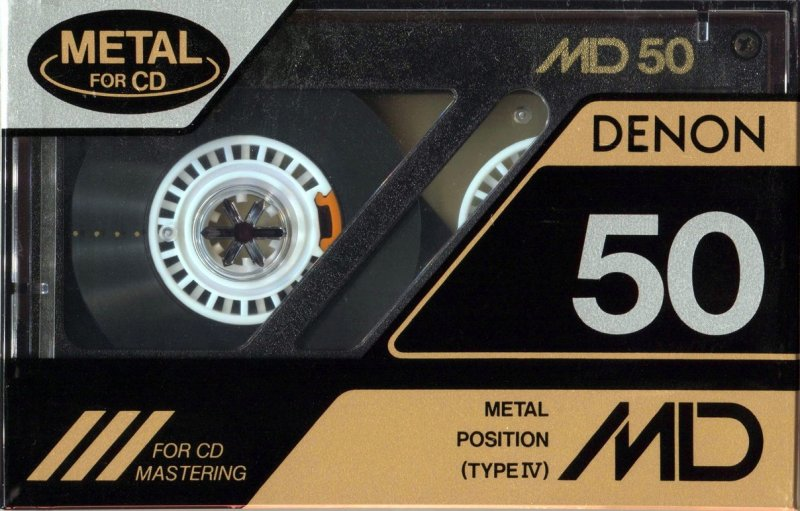 METAL
FOR CD
MD 50
DENON
50
FOR CD
MASTERING
METAL
POSITION
(TYPE IV)
MD